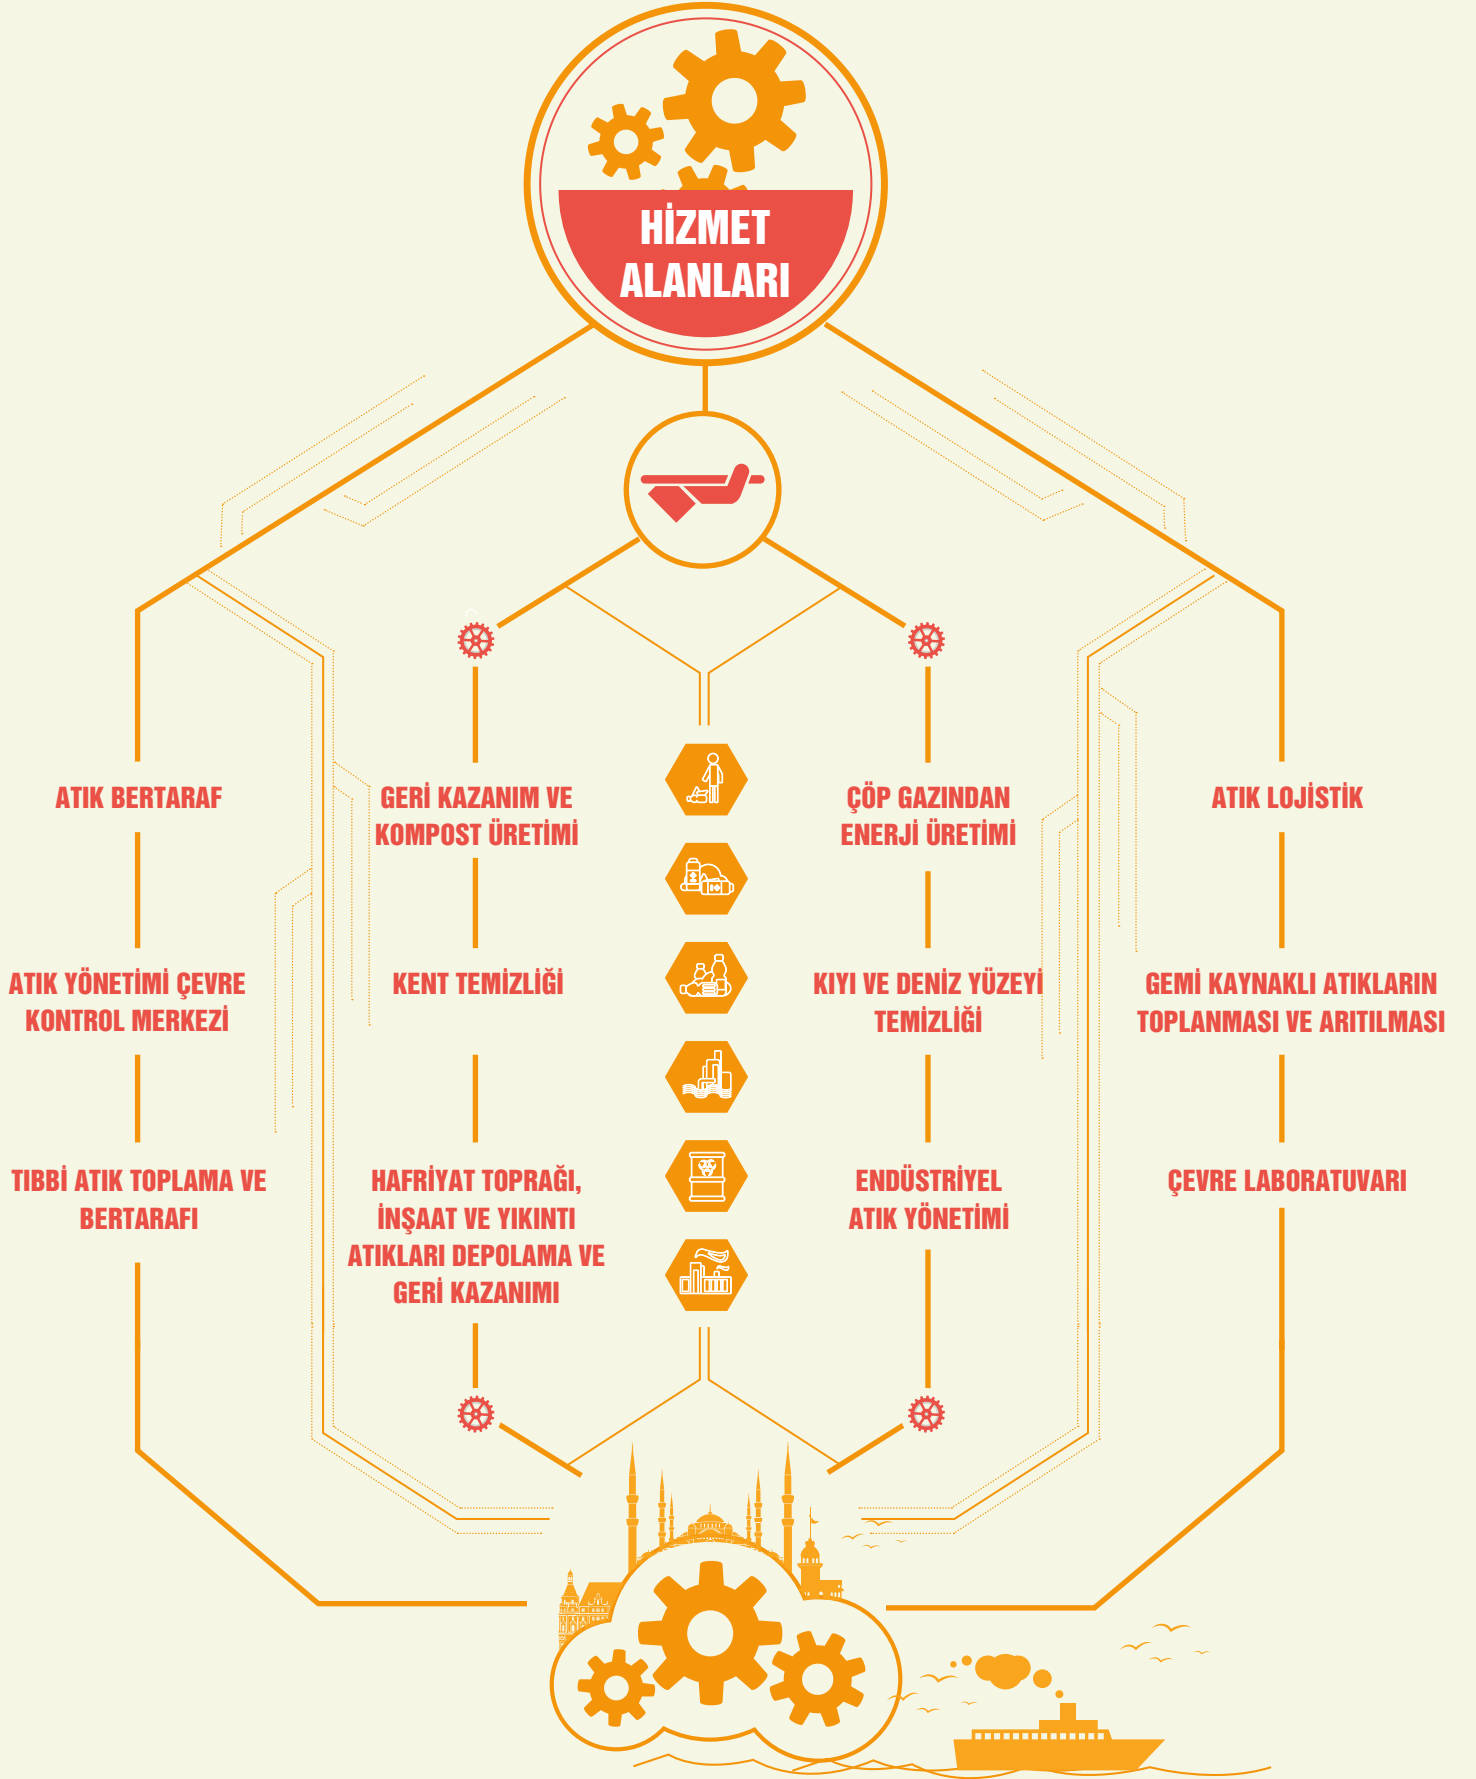 HİZMET
ALANLARI
ATIK BERTARAF
ATIK YÖNETİMİ ÇEVRE
KONTROL MERKEZİ
TIBBİ ATIK TOPLAMA VE
BERTARAFI
GERİ KAZANIM VE
KOMPOST ÜRETİMİ
KENT TEMİZLİĞİ
HAFRİYAT TOPRAĞI,
İNŞAAT VE YIKINTI
ATIKLARI DEPOLAMA VE
GERİ KAZANIMI
ÇÖP GAZINDAN
ENERJİ ÜRETİMİ
KIYI VE DENİZ YÜZEYİ
TEMİZLİĞİ
ENDÜSTRİYEL
ATIK YÖNETİMİ
ATIK LOJİSTİK
GEMİ KAYNAKLI ATIKLARIN
TOPLANMASI VE ARITILMASI
ÇEVRE LABORATUVARI